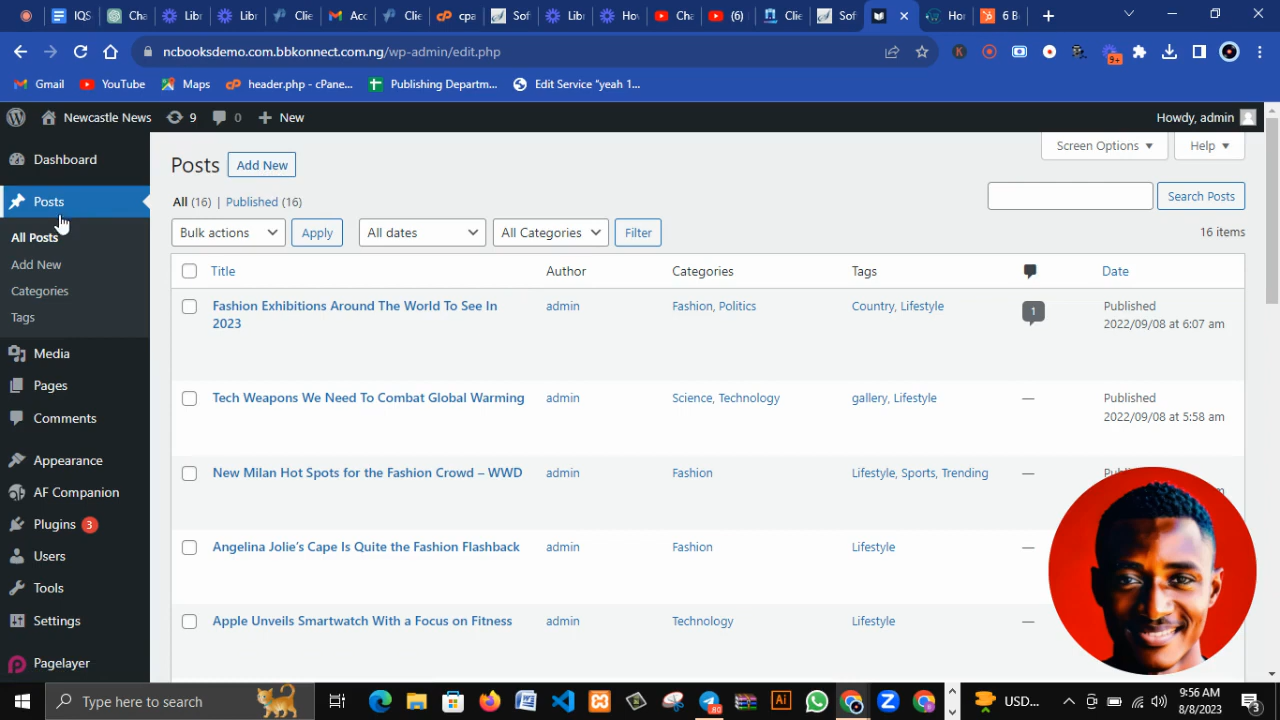 IQS
Cha
Libr
Libr
Clie
Acc
Clie
cpa
Sof
Libr
Hov
Cha
(6)
Clie
Sof
Hor
6 B
ncbooksdemo.com.bbkonnect.com.ng/wp-admin/edit.php
K
9+
Gmail
YouTube
Maps
header.php - cPane...
Publishing Departm...
Edit Service "yeah 1...
Newcastle News
9
0
New
Howdy, admin
Dashboard
Posts
All Posts
Add New
Categories
Tags
Media
Pages
Comments
Appearance
AF Companion
Plugins 3
Users
Tools
Settings
Pagelayer
Posts
Add New
Screen Options
Help
All (16) | Published (16)
Search Posts
Bulk actions
Apply
All dates
All Categories
Filter
16 items
Title
Author
Categories
Tags
Date
Fashion Exhibitions Around The World To See In
2023
admin
Fashion, Politics
Country, Lifestyle
1
Published
2022/09/08 at 6:07 am
Tech Weapons We Need To Combat Global Warming
admin
Science, Technology
gallery, Lifestyle
—
Published
2022/09/08 at 5:58 am
New Milan Hot Spots for the Fashion Crowd – WWD
admin
Fashion
Lifestyle, Sports, Trending
—
Angelina Jolie's Cape Is Quite the Fashion Flashback
admin
Fashion
Lifestyle
—
Apple Unveils Smartwatch With a Focus on Fitness
admin
Technology
Lifestyle
—
Type here to search
Ai
USD...
9:56 AM
8/8/2023
3